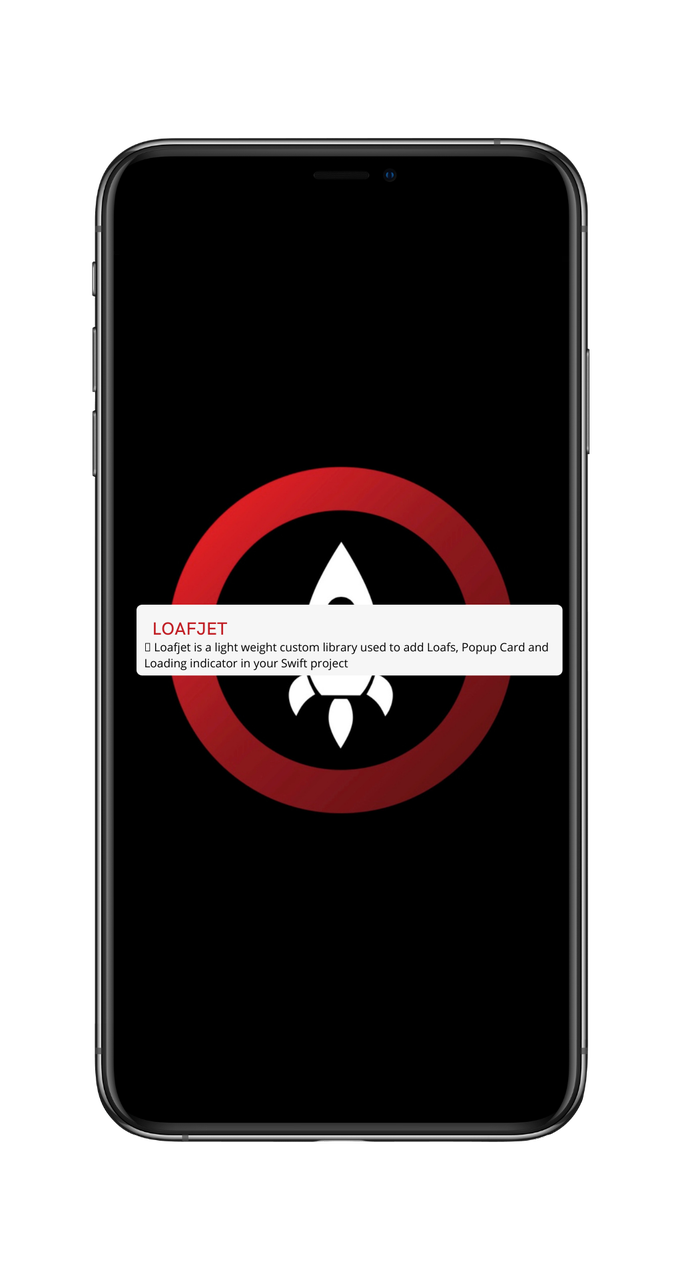 LOAFJET
Loafjet is a light weight custom library used to add Loafs, Popup Card and
Loading indicator in your Swift project